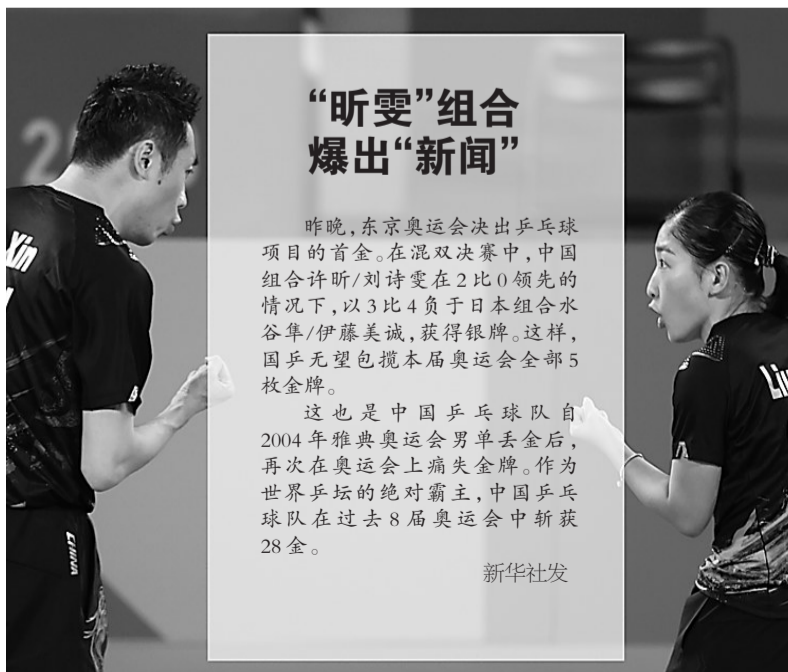 “昕雯”组合
爆出“新闻”
昨晚，东京奥运会决出乒乓球
项目的首金。在混双决赛中，中国
组合许昕/刘诗雯在2比0领先的
情况下，以3比4负于日本组合水
谷隼/伊藤美诚，获得银牌。这样，
国乒无望包揽本届奥运会全部5
枚金牌。
这也是中国乒乓球队自
2004年雅典奥运会男单丢金后，
再次在奥运会上痛失金牌。作为
世界乒坛的绝对霸主，中国乒乓
球队在过去8届奥运会中斩获
28金。
新华社发
Xin
Liu
CHINA